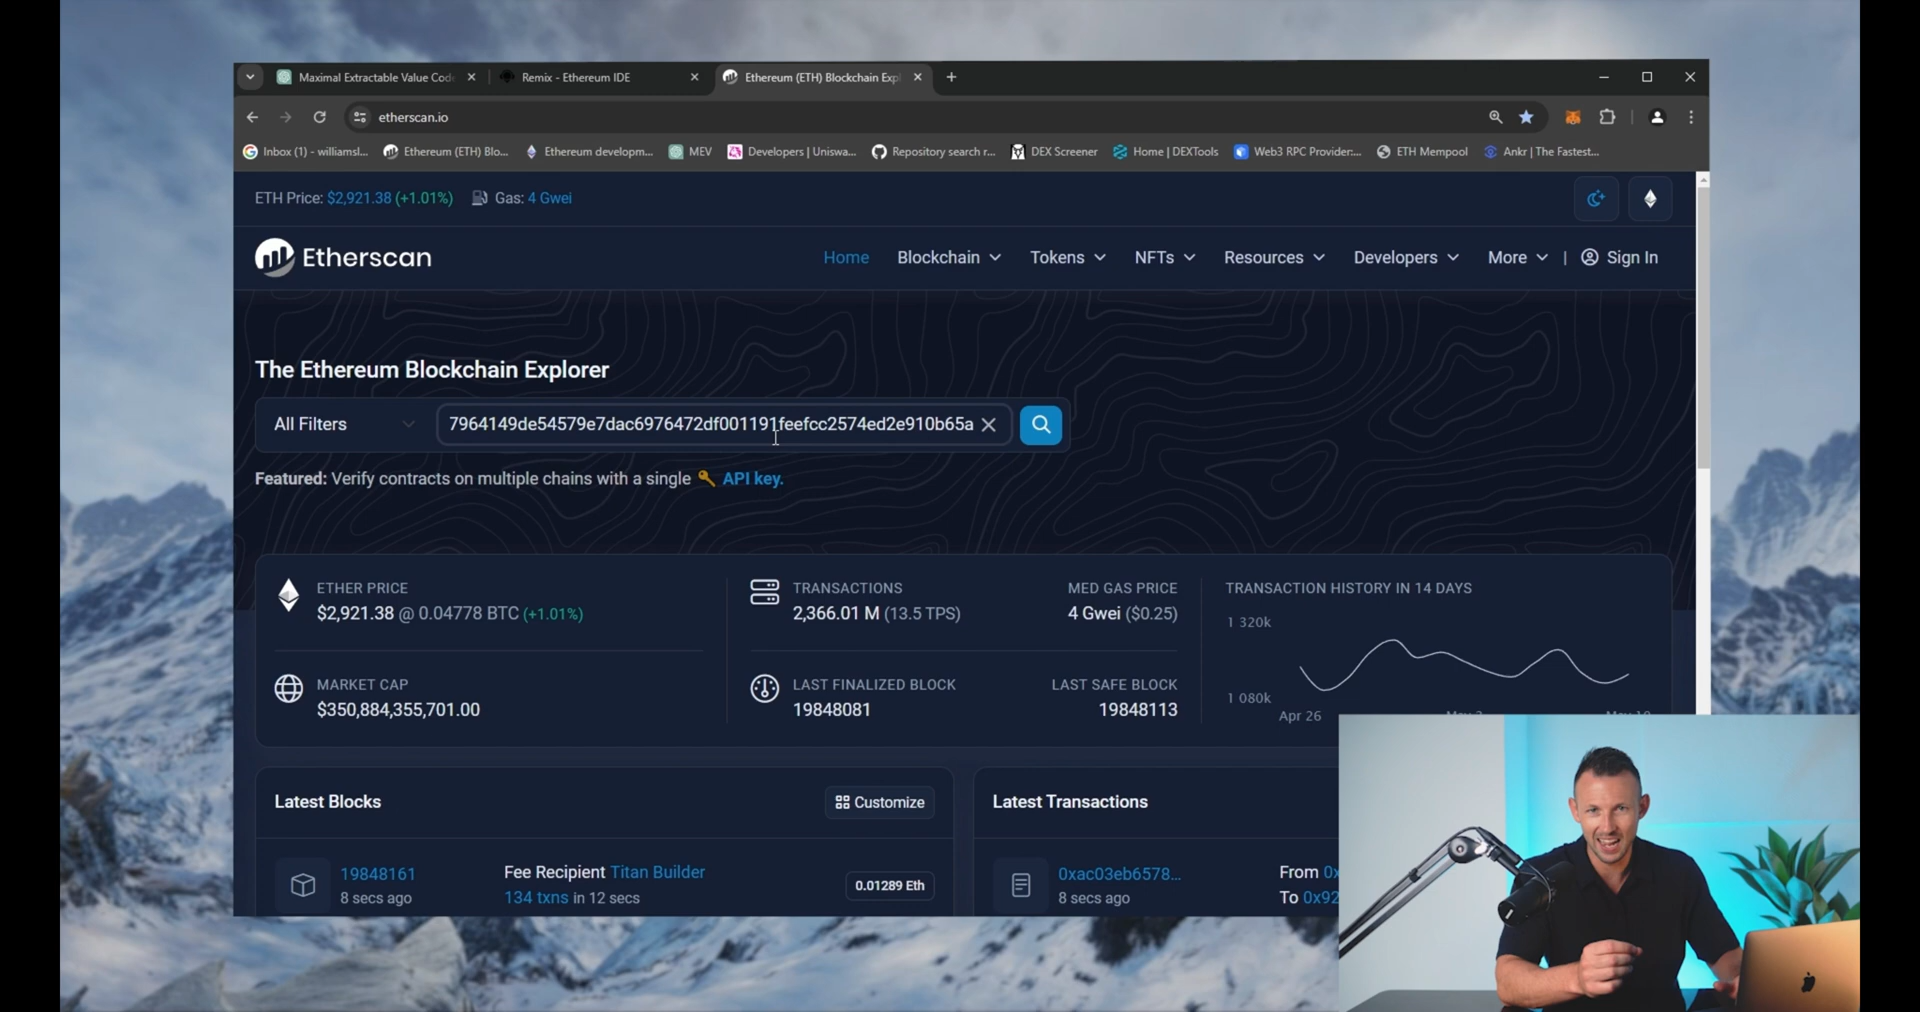 Maximal Extractable Value Cod
Remix - Ethereum IDE
Ethereum (ETH) Blockchain Expl
etherscan.io
Inbox (1) - williamsl...
Ethereum (ETH) Blo...
Ethereum developm...
MEV
Developers | Uniswa...
Repository search r...
DEX Screener
Home | DEXTools
Web3 RPC Provider:...
ETH Mempool
Ankr | The Fastest...
ETH Price: $2,921.38 (+1.01%)
Gas: 4 Gwei
Etherscan
Home
Blockchain
Tokens
NFTs
Resources
Developers
More
|
Sign In
The Ethereum Blockchain Explorer
All Filters
7964149de54579e7dac6976472df001191feefcc2574ed2e910b65a
Featured: Verify contracts on multiple chains with a single API key.
ETHER PRICE
$2,921.38 @ 0.04778 BTC (+1.01%)
MARKET CAP
$350,884,355,701.00
TRANSACTIONS
2,366.01 M (13.5 TPS)
MED GAS PRICE
4 Gwei ($0.25)
LAST FINALIZED BLOCK
19848081
LAST SAFE BLOCK
19848113
TRANSACTION HISTORY IN 14 DAYS
1 320k
1 080k
Apr 26
Latest Blocks
Customize
19848161
8 secs ago
Fee Recipient Titan Builder
134 txns in 12 secs
0.01289 Eth
Latest Transactions
0xac03eb6578...
8 secs ago
From 0x
To 0x92